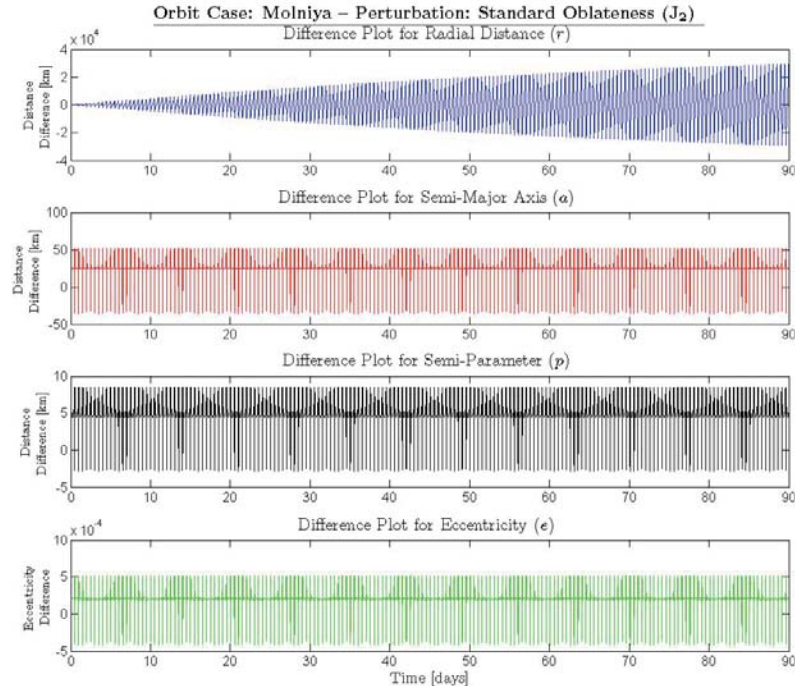 Orbit Case: Molniya – Perturbation: Standard Oblateness (J₂)
Difference Plot for Radial Distance (r)
x 10⁴
Distance
Difference [km]
4
2
0
-2
-4
0 10 20 30 40 50 60 70 80 90
Difference Plot for Semi-Major Axis (a)
Distance
Difference [km]
100
50
0
-50
0 10 20 30 40 50 60 70 80 90
Difference Plot for Semi-Parameter (p)
Distance
Difference [km]
10
5
0
-5
0 10 20 30 40 50 60 70 80 90
Difference Plot for Eccentricity (e)
x 10⁻⁴
Eccentricity
Difference
10
5
0
-5
0 10 20 30 40 50 60 70 80 90
Time [days]